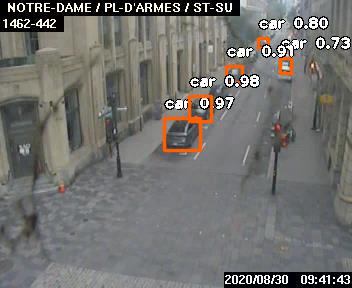 NOTRE-DAME / PL-D'ARMES / ST-SU
1462-442
car 0.80
car 0.73
car 0.91
car 0.98
car 0.97
2020/08/30 09:41:43